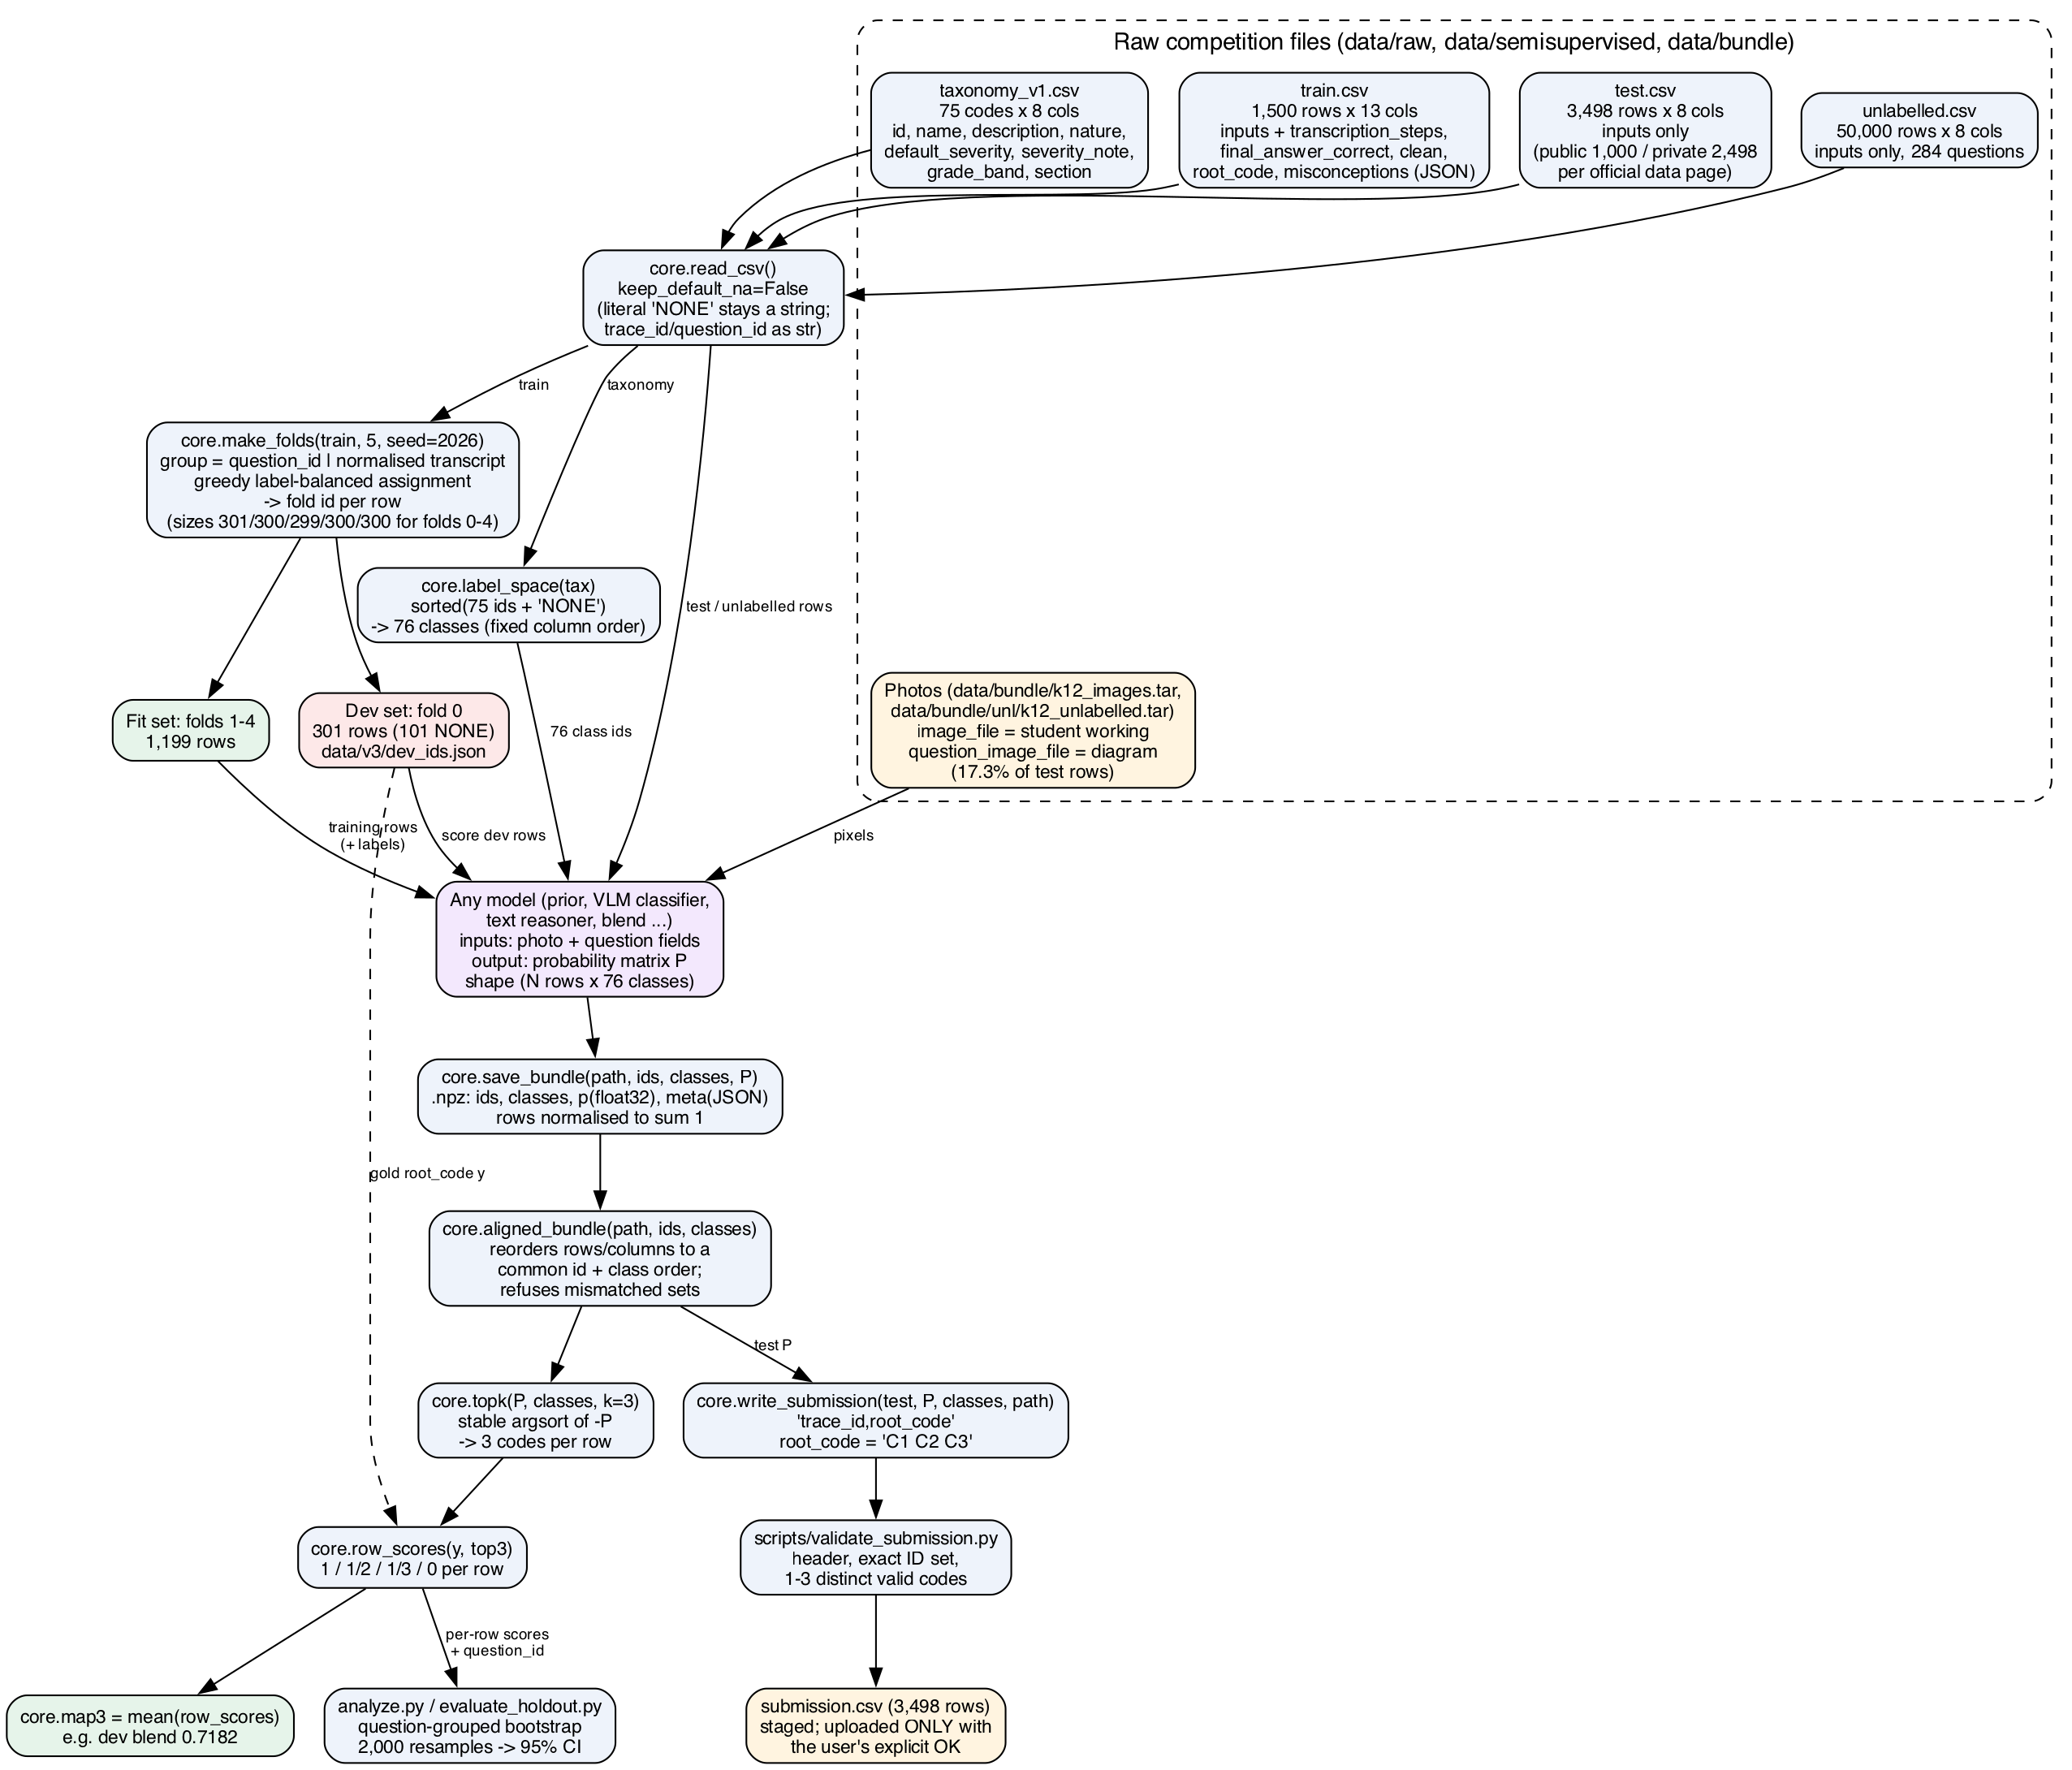 Raw competition files (data/raw, data/semisupervised, data/bundle)
taxonomy_v1.csv
75 codes x 8 cols
id, name, description, nature,
default_severity, severity_note,
grade_band, section
train.csv
1,500 rows x 13 cols
inputs + transcription_steps,
final_answer_correct, clean,
root_code, misconceptions (JSON)
test.csv
3,498 rows x 8 cols
inputs only
(public 1,000 / private 2,498
per official data page)
unlabelled.csv
50,000 rows x 8 cols
inputs only, 284 questions
core.read_csv()
keep_default_na=False
(literal 'NONE' stays a string;
trace_id/question_id as str)
train
taxonomy
core.make_folds(train, 5, seed=2026)
group = question_id | normalised transcript
greedy label-balanced assignment
-> fold id per row
(sizes 301/300/299/300/300 for folds 0-4)
core.label_space(tax)
sorted(75 ids + 'NONE')
-> 76 classes (fixed column order)
test / unlabelled rows
Fit set: folds 1-4
1,199 rows
Dev set: fold 0
301 rows (101 NONE)
data/v3/dev_ids.json
76 class ids
Photos (data/bundle/k12_images.tar,
data/bundle/unl/k12_unlabelled.tar)
image_file = student working
question_image_file = diagram
(17.3% of test rows)
training rows
(+ labels)
score dev rows
pixels
Any model (prior, VLM classifier,
text reasoner, blend ...)
inputs: photo + question fields
output: probability matrix P
shape (N rows x 76 classes)
core.save_bundle(path, ids, classes, P)
.npz: ids, classes, p(float32), meta(JSON)
rows normalised to sum 1
gold root_code y
core.aligned_bundle(path, ids, classes)
reorders rows/columns to a
common id + class order;
refuses mismatched sets
test P
core.topk(P, classes, k=3)
stable argsort of -P
-> 3 codes per row
core.write_submission(test, P, classes, path)
'trace_id,root_code'
root_code = 'C1 C2 C3'
core.row_scores(y, top3)
1 / 1/2 / 1/3 / 0 per row
scripts/validate_submission.py
header, exact ID set,
1-3 distinct valid codes
per-row scores
+ question_id
core.map3 = mean(row_scores)
e.g. dev blend 0.7182
analyze.py / evaluate_holdout.py
question-grouped bootstrap
2,000 resamples -> 95% CI
submission.csv (3,498 rows)
staged; uploaded ONLY with
the user's explicit OK